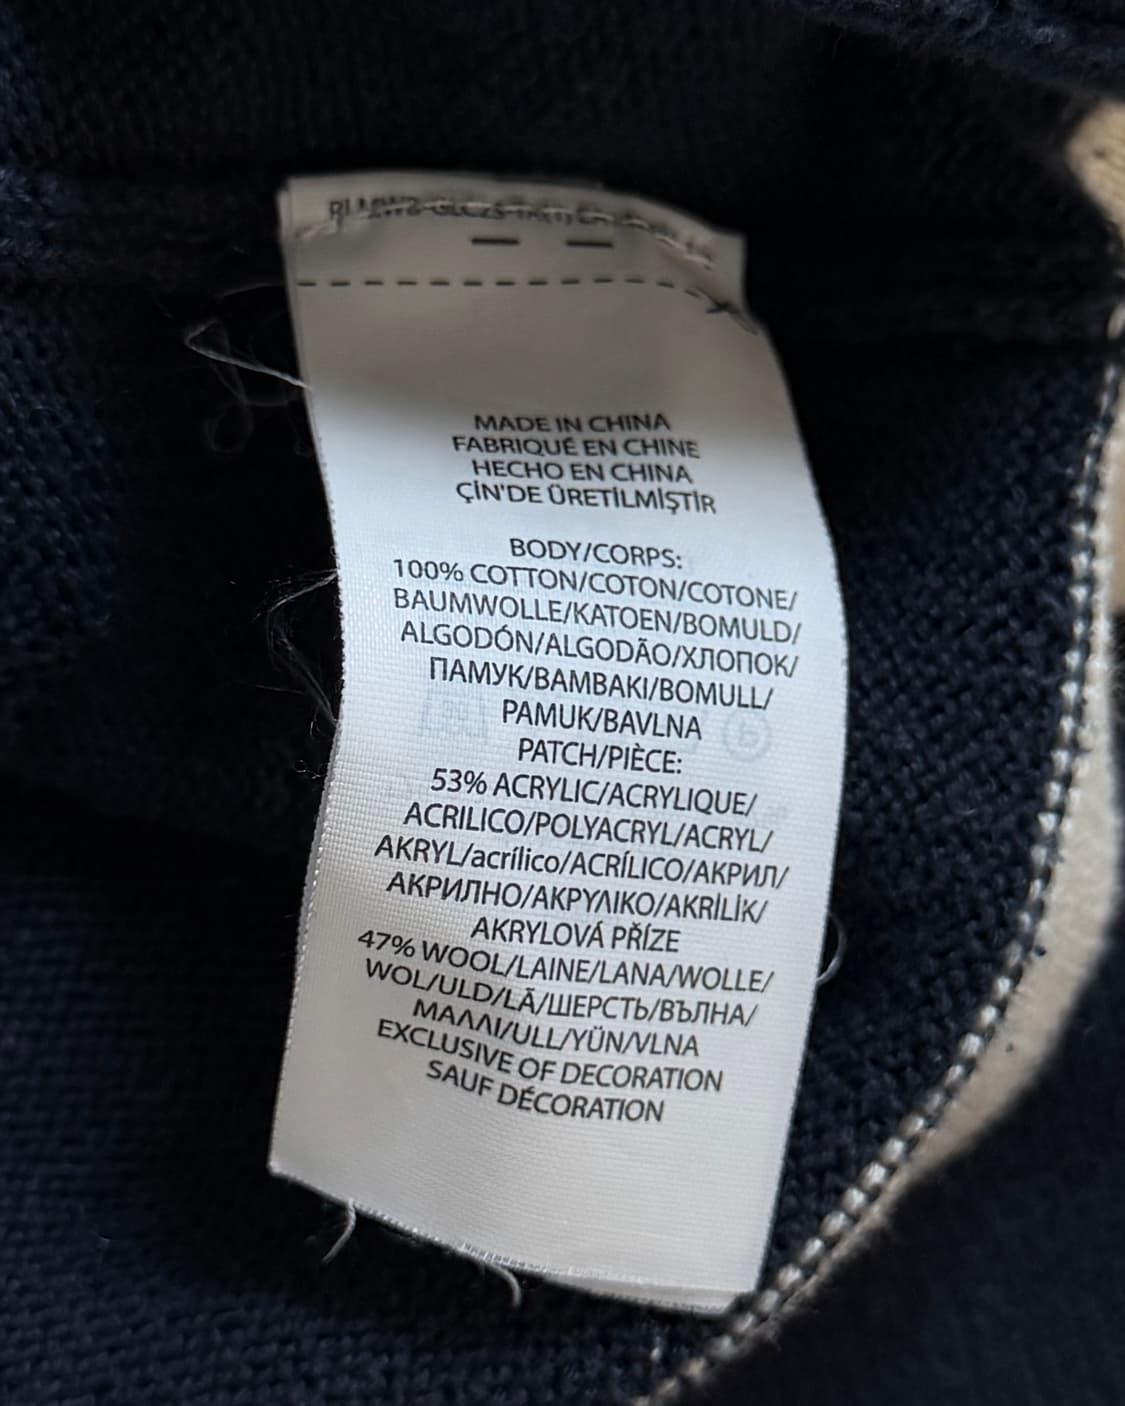 MADE IN CHINA
FABRIQUÉ EN CHINE
HECHO EN CHINA
ÇİN'DE ÜRETİLMİŞTİR
BODY/CORPS:
100% COTTON/COTON/COTONE/
BAUMWOLLE/KATOEN/BOMULD/
ALGODÓN/ALGODÃO/ХЛОПОК/
ПАМУК/ΒΑΜΒΑΚΙ/BOMULL/
PAMUK/BAVLNA
PATCH/PIÈCE:
53% ACRYLIC/ACRYLIQUE/
ACRILICO/POLYACRYL/ACRYL/
AKRYL/acrílico/ACRÍLICO/АКРИЛ/
АКРИЛНО/ΑΚΡΥΛΙΚΟ/AKRİLİK/
AKRYLOVÁ PŘÍZE
47% WOOL/LAINE/LANA/WOLLE/
WOL/ULD/LÃ/ШЕРСТЬ/ВЪЛНА/
ΜΑΛΛΙ/ULL/YÜN/VLNA
EXCLUSIVE OF DECORATION
SAUF DÉCORATION